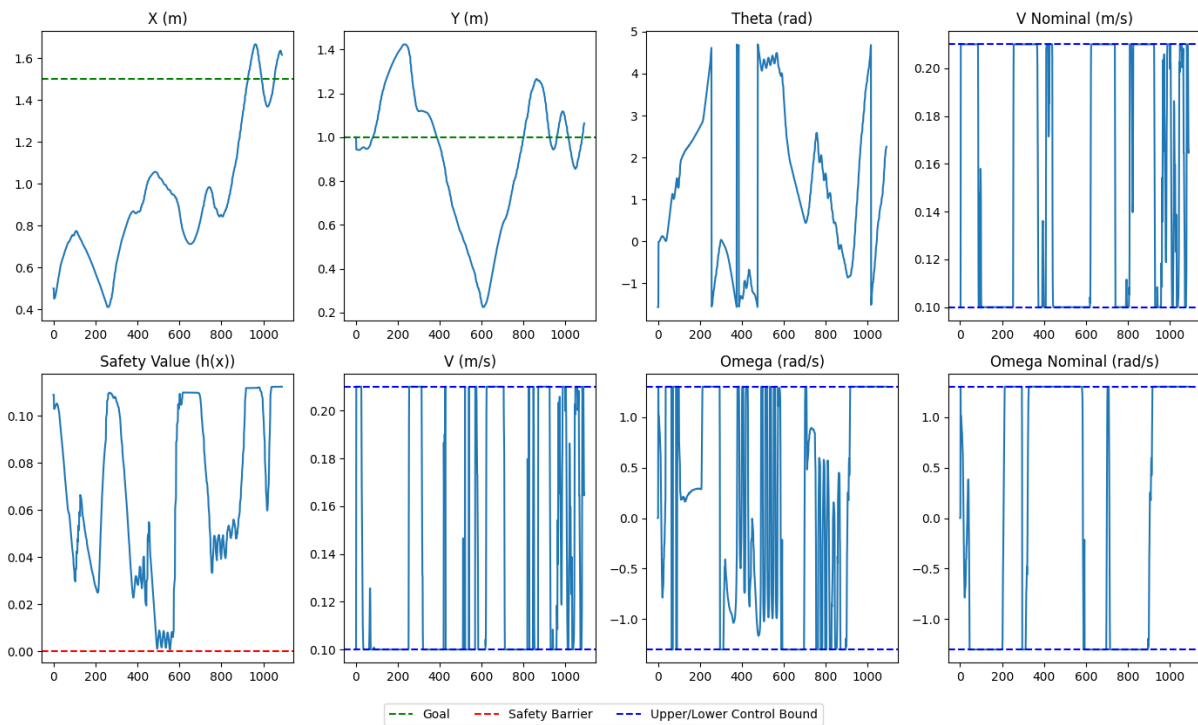 X (m)
Y (m)
Theta (rad)
V Nominal (m/s)
1.6
1.4
1.2
1.0
0.8
0.6
0.4
0 200 400 600 800 1000
1.4
1.2
1.0
0.8
0.6
0.4
0.2
0 200 400 600 800 1000
5
4
3
2
1
0
−1
0 200 400 600 800 1000
0.20
0.18
0.16
0.14
0.12
0.10
0 200 400 600 800 1000
Safety Value (h(x))
V (m/s)
Omega (rad/s)
Omega Nominal (rad/s)
0.10
0.08
0.06
0.04
0.02
0.00
0 200 400 600 800 1000
0.20
0.18
0.16
0.14
0.12
0.10
0 200 400 600 800 1000
1.0
0.5
0.0
−0.5
−1.0
0 200 400 600 800 1000
1.0
0.5
0.0
−0.5
−1.0
0 200 400 600 800 1000
Goal Safety Barrier Upper/Lower Control Bound